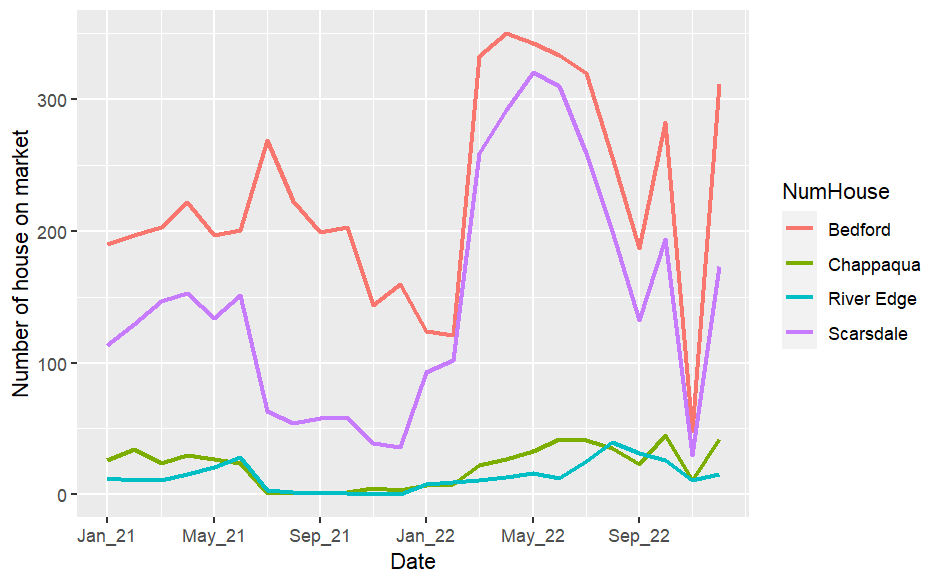 Number of house on market
300
200
100
0
Jan_21
May_21
Sep_21
Jan_22
May_22
Sep_22
Date
NumHouse
Bedford
Chappaqua
River Edge
Scarsdale